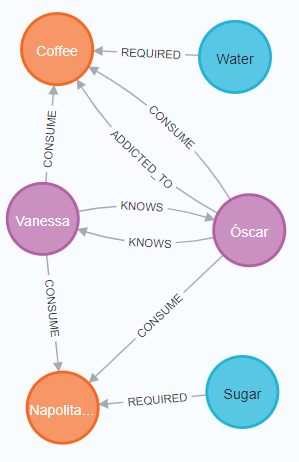 Coffee
REQUIRED
Water
CONSUME
ADDICTED_TO
CONSUME
Vanessa
KNOWS
Óscar
KNOWS
CONSUME
CONSUME
Napolita...
REQUIRED
Sugar